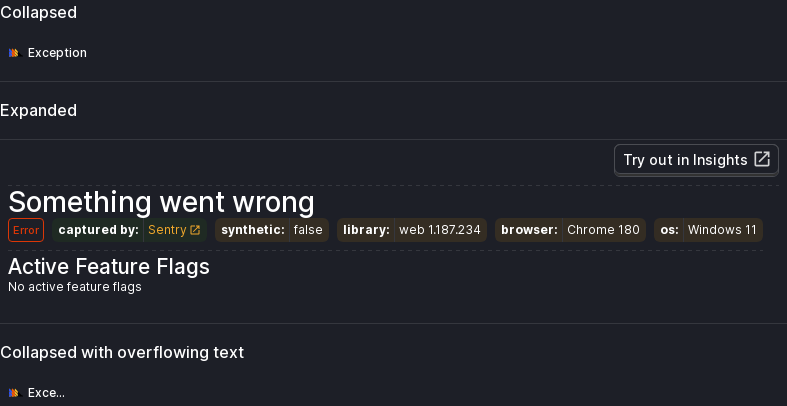 Collapsed
Exception
Expanded
Try out in Insights
Something went wrong
Error captured by: Sentry synthetic: false library: web 1.187.234 browser: Chrome 180 os: Windows 11
Active Feature Flags
No active feature flags
Collapsed with overflowing text
Exce...